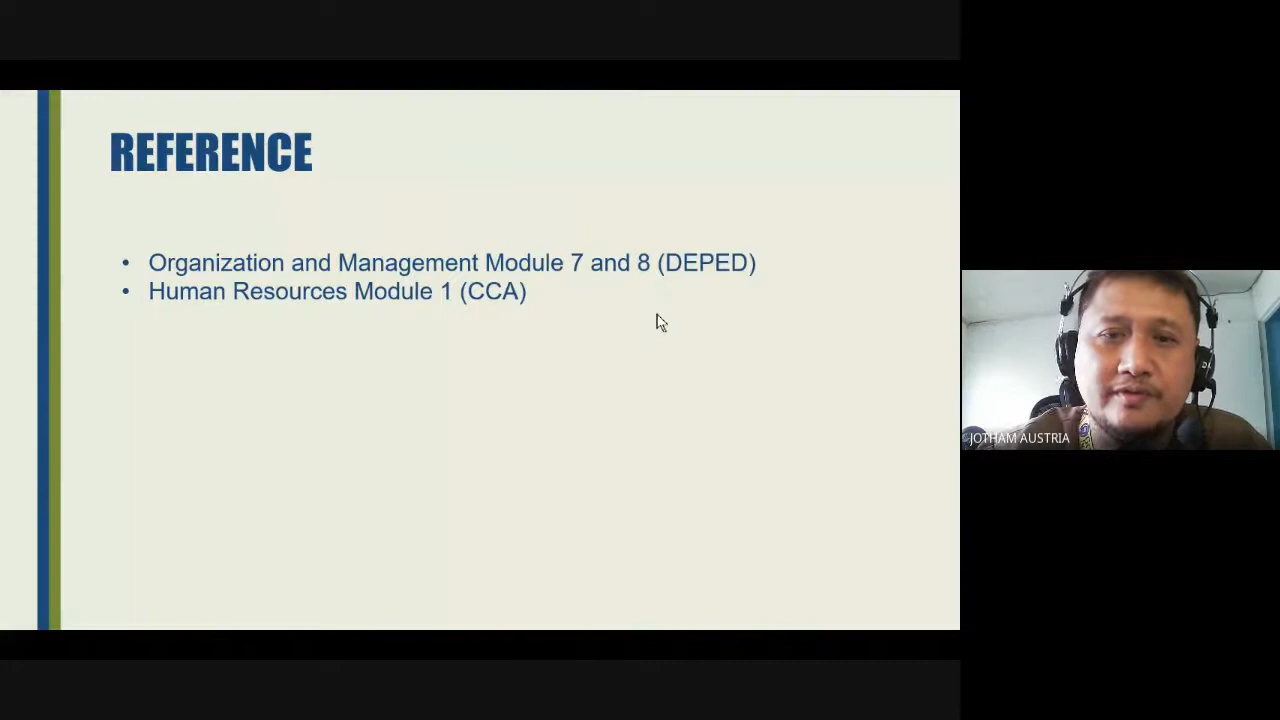 REFERENCE
• Organization and Management Module 7 and 8 (DEPED)
• Human Resources Module 1 (CCA)
JOTHAM AUSTRIA